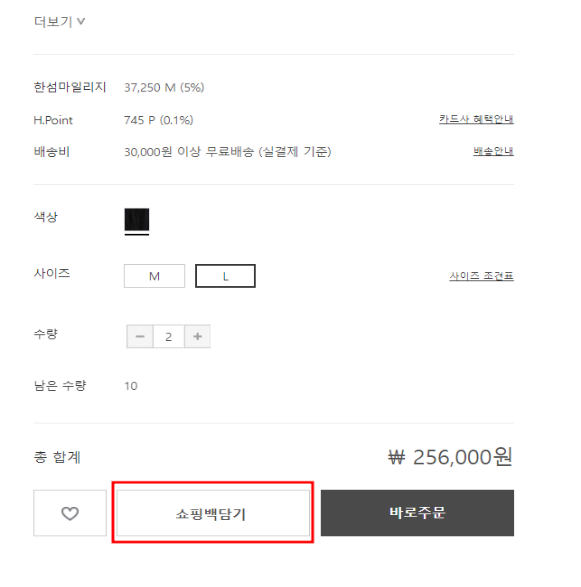 더보기
한섬마일리지 37,250 M (5%)
H.Point 745 P (0.1%) 카드사 혜택안내
배송비 30,000원 이상 무료배송 (실결제 기준) 배송안내
색상
사이즈 M L 사이즈 조견표
수량 － 2 +
남은 수량 10
총 합계 ₩ 256,000원
쇼핑백담기 바로주문